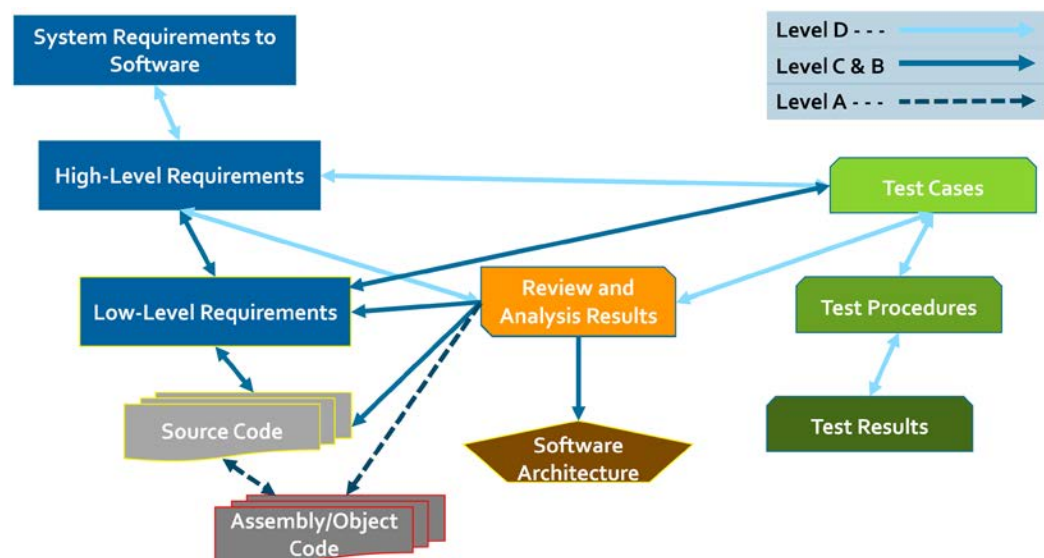 System Requirements to
Software
Level D - - -
Level C & B
Level A - - -
High-Level Requirements
Test Cases
Low-Level Requirements
Review and
Analysis Results
Test Procedures
Source Code
Software
Architecture
Test Results
Assembly/Object
Code